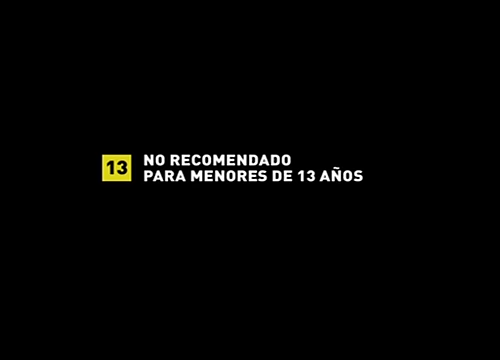 13
NO RECOMENDADO
PARA MENORES DE 13 AÑOS